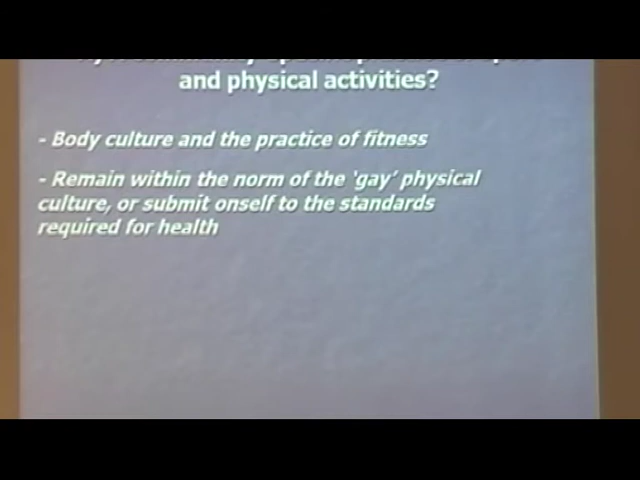 and physical activities?
- Body culture and the practice of fitness
- Remain within the norm of the 'gay' physical
culture, or submit onself to the standards
required for health